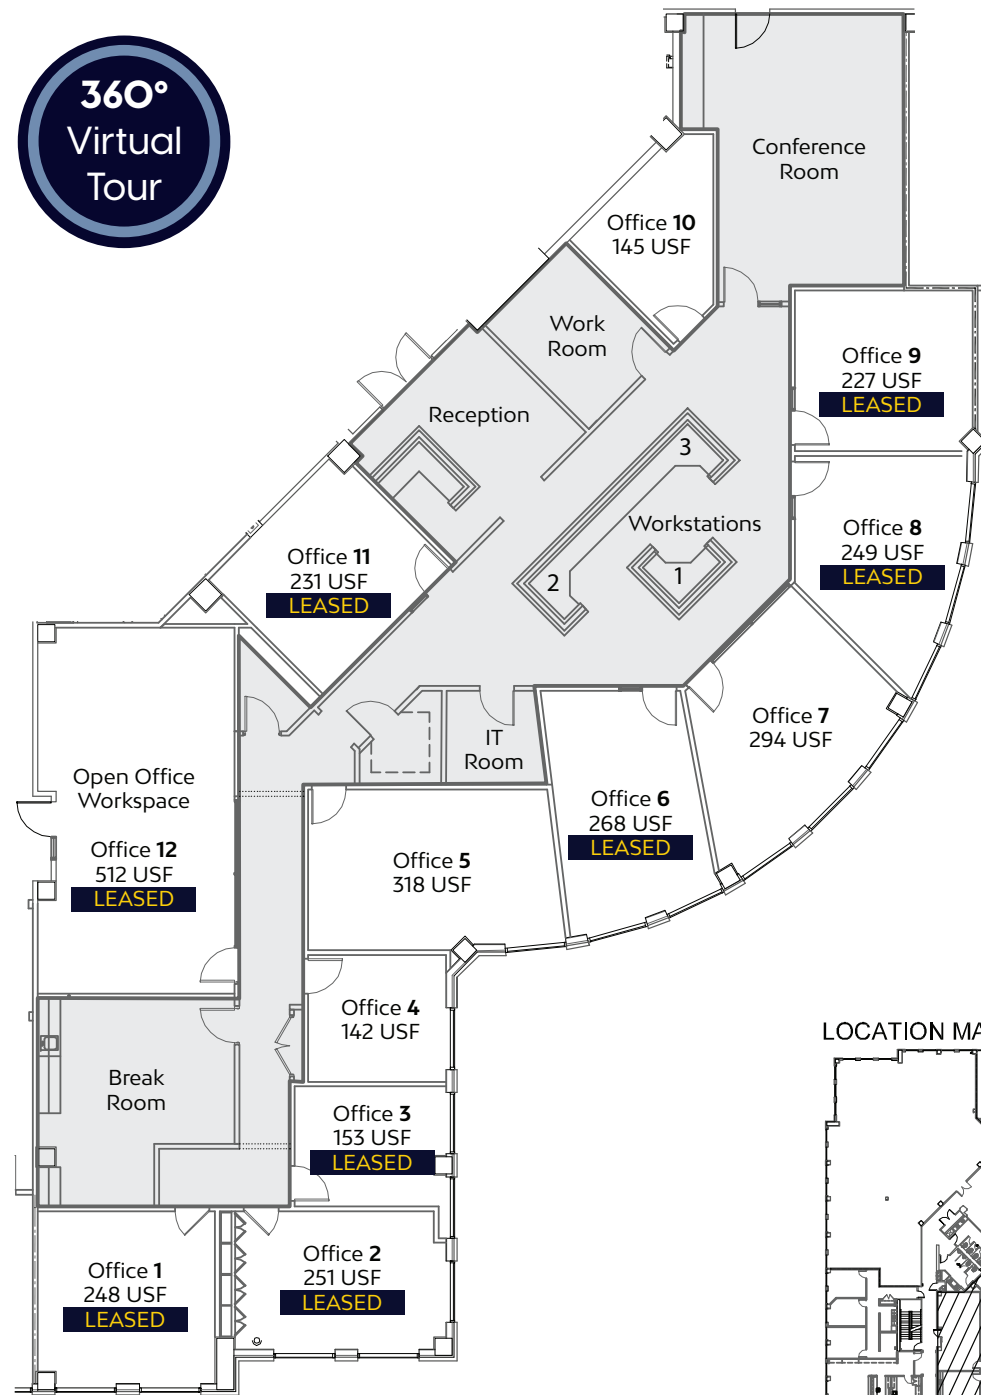 360°
Virtual
Tour
Conference
Room
Office 10
145 USF
Work
Room
Office 9
227 USF
LEASED
Reception
3
Workstations
Office 8
249 USF
LEASED
Office 11
231 USF
LEASED
2
1
Office 7
294 USF
IT
Room
Open Office
Workspace
Office 12
512 USF
LEASED
Office 6
268 USF
LEASED
Office 5
318 USF
Office 4
142 USF
LOCATION MA
Break
Room
Office 3
153 USF
LEASED
Office 1
248 USF
LEASED
Office 2
251 USF
LEASED